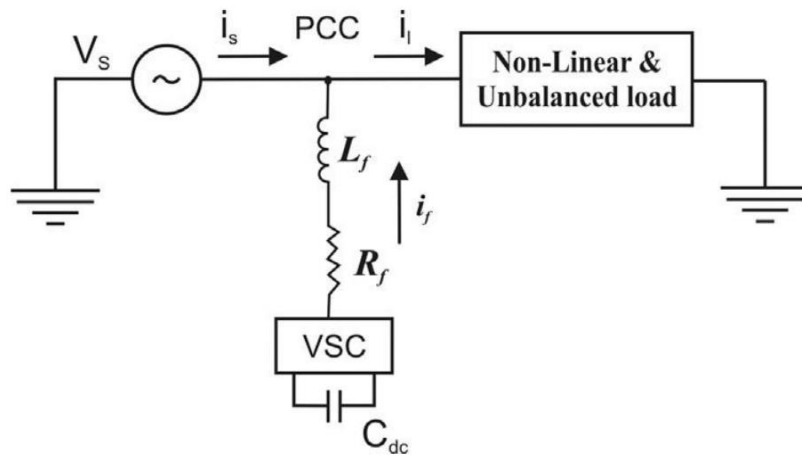 V_s
i_s
PCC
i_l
~
Non-Linear &
Unbalanced load
L_f
i_f
R_f
VSC
C_dc